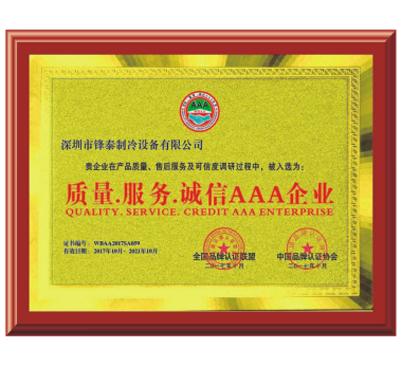 AAA
深圳市锋泰制冷设备有限公司
贵企业在产品质量、售后服务及可信度调研过程中，被入选为：
质量.服务.诚信AAA企业
QUALITY. SERVICE. CREDIT AAA ENTERPRISE
证书编号： WBAA2017SA059
有效日期： 2017年10月- 2021年10月
全国品牌认证联盟 中国品牌认证协会
二〇一七年十月 二〇一七年十月